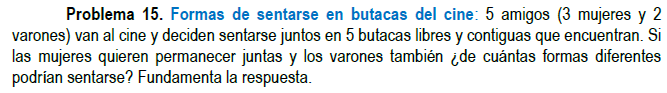 Problema 15. Formas de sentarse en butacas del cine: 5 amigos (3 mujeres y 2
varones) van al cine y deciden sentarse juntos en 5 butacas libres y contiguas que encuentran. Si
las mujeres quieren permanecer juntas y los varones también ¿de cuántas formas diferentes
podrían sentarse? Fundamenta la respuesta.